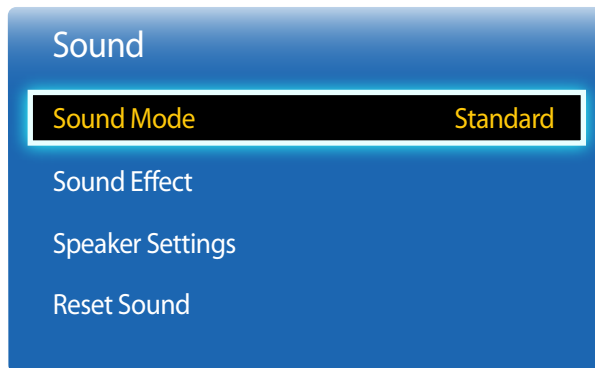 Sound
Sound Mode Standard
Sound Effect
Speaker Settings
Reset Sound